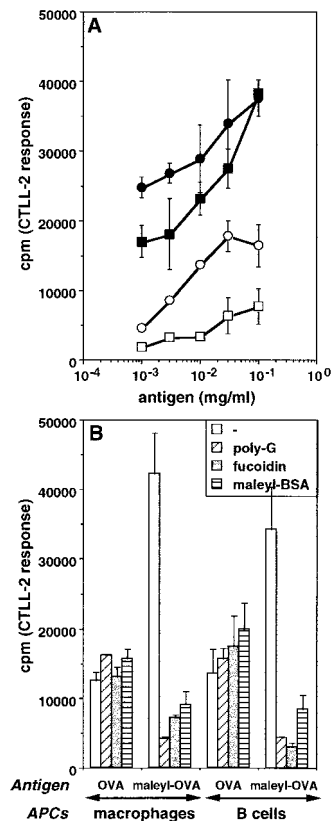 A
50000
40000
30000
20000
10000
0
cpm (CTLL-2 response)
10-4 10-3 10-2 10-1 100
antigen (mg/ml)
B
50000
40000
30000
20000
10000
0
cpm (CTLL-2 response)
-
poly-G
fucoidin
maleyl-BSA
Antigen OVA maleyl-OVA OVA maleyl-OVA
APCs macrophages B cells